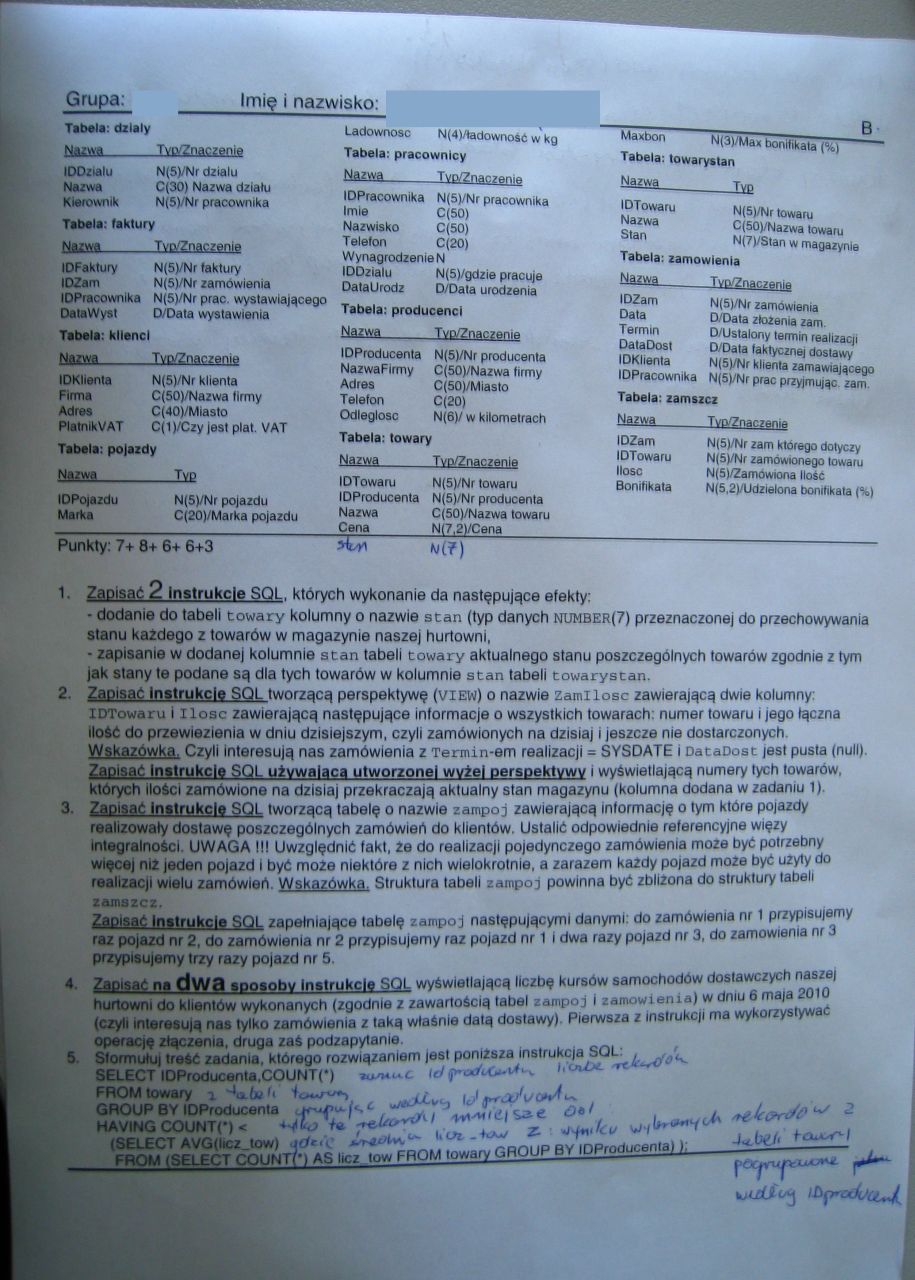 Grupa: Imię i nazwisko:
B.
Tabela: działy
Nazwa Typ/Znaczenie
IDDzialu N(5)/Nr dzialu
Nazwa C(30) Nazwa działu
Kierownik N(5)/Nr pracownika
Tabela: faktury
Nazwa Typ/Znaczenie
IDFaktury N(5)/Nr faktury
IDZam N(5)/Nr zamówienia
IDPracownika N(5)/Nr prac. wystawiającego
DataWyst D/Data wystawienia
Tabela: klienci
Nazwa Typ/Znaczenie
IDKlienta N(5)/Nr klienta
Firma C(50)/Nazwa firmy
Adres C(40)/Miasto
PlatnikVAT C(1)/Czy jest plat. VAT
Tabela: pojazdy
Nazwa Typ
IDPojazdu N(5)/Nr pojazdu
Marka C(20)/Marka pojazdu
Ladownosc N(4)/ładowność w kg
Tabela: pracownicy
Nazwa Typ/Znaczenie
IDPracownika N(5)/Nr pracownika
Imie C(50)
Nazwisko C(50)
Telefon C(20)
Wynagrodzenie N
IDDzialu N(5)/gdzie pracuje
DataUrodz D/Data urodzenia
Tabela: producenci
Nazwa Typ/Znaczenie
IDProducenta N(5)/Nr producenta
NazwaFirmy C(50)/Nazwa firmy
Adres C(50)/Miasto
Telefon C(20)
Odleglosc N(6)/ w kilometrach
Tabela: towary
Nazwa Typ/Znaczenie
IDTowaru N(5)/Nr towaru
IDProducenta N(5)/Nr producenta
Nazwa C(50)/Nazwa towaru
Cena N(7,2)/Cena
stan N(7)
Maxbon N(3)/Max bonifikata (%)
Tabela: towarystan
Nazwa Typ
IDTowaru N(5)/Nr towaru
Nazwa C(50)/Nazwa towaru
Stan N(7)/Stan w magazynie
Tabela: zamowienia
Nazwa Typ/Znaczenie
IDZam N(5)/Nr zamówienia
Data D/Data złożenia zam.
Termin D/Ustalony termin realizacji
DataDost D/Data faktycznej dostawy
IDKlienta N(5)/Nr klienta zamawiającego
IDPracownika N(5)/Nr prac przyjmując. zam.
Tabela: zamszcz
Nazwa Typ/Znaczenie
IDZam N(5)/Nr zam którego dotyczy
IDTowaru N(5)/Nr zamówionego towaru
Ilosc N(5)/Zamówiona ilość
Bonifikata N(5,2)/Udzielona bonifikata (%)
Punkty: 7+ 8+ 6+ 6+3
1. Zapisać 2 instrukcje SQL, których wykonanie da następujące efekty:
- dodanie do tabeli towary kolumny o nazwie stan (typ danych NUMBER(7) przeznaczonej do przechowywania
stanu każdego z towarów w magazynie naszej hurtowni,
- zapisanie w dodanej kolumnie stan tabeli towary aktualnego stanu poszczególnych towarów zgodnie z tym
jak stany te podane są dla tych towarów w kolumnie stan tabeli towarystan.
2. Zapisać instrukcję SQL tworzącą perspektywę (VIEW) o nazwie ZamIlosc zawierającą dwie kolumny:
IDTowaru i Ilosc zawierającą następujące informacje o wszystkich towarach: numer towaru i jego łączna
ilość do przewiezienia w dniu dzisiejszym, czyli zamówionych na dzisiaj i jeszcze nie dostarczonych.
Wskazówka. Czyli interesują nas zamówienia z Termin-em realizacji = SYSDATE i DataDost jest pusta (null).
Zapisać instrukcję SQL używającą utworzonej wyżej perspektywy i wyświetlającą numery tych towarów,
których ilości zamówione na dzisiaj przekraczają aktualny stan magazynu (kolumna dodana w zadaniu 1).
3. Zapisać instrukcję SQL tworzącą tabelę o nazwie zampoj zawierającą informację o tym które pojazdy
realizowały dostawę poszczególnych zamówień do klientów. Ustalić odpowiednie referencyjne więzy
integralności. UWAGA !!! Uwzględnić fakt, że do realizacji pojedynczego zamówienia może być potrzebny
więcej niż jeden pojazd i być może niektóre z nich wielokrotnie, a zarazem każdy pojazd może być użyty do
realizacji wielu zamówień. Wskazówka. Struktura tabeli zampoj powinna być zbliżona do struktury tabeli
zamszcz.
Zapisać instrukcje SQL zapełniające tabelę zampoj następującymi danymi: do zamówienia nr 1 przypisujemy
raz pojazd nr 2, do zamówienia nr 2 przypisujemy raz pojazd nr 1 i dwa razy pojazd nr 3, do zamowienia nr 3
przypisujemy trzy razy pojazd nr 5.
4. Zapisać na dwa sposoby instrukcję SQL wyświetlającą liczbę kursów samochodów dostawczych naszej
hurtowni do klientów wykonanych (zgodnie z zawartością tabel zampoj i zamowienia) w dniu 6 maja 2010
(czyli interesują nas tylko zamówienia z taką właśnie datą dostawy). Pierwsza z instrukcji ma wykorzystywać
operację złączenia, druga zaś podzapytanie.
5. Sformułuj treść zadania, którego rozwiązaniem jest poniższa instrukcja SQL:
SELECT IDProducenta,COUNT(*) Id producenta liczbe rekordów
FROM towary z tabeli towary
GROUP BY IDProducenta grupując według Id producenta
HAVING COUNT(*) < tylko te rekordy mniejsze od
(SELECT AVG(licz_tow) gdzie średnia licz_tow z wyniku wybranych rekordów z
tabeli towary
FROM (SELECT COUNT(*) AS licz_tow FROM towary GROUP BY IDProducenta) );
pogrupowane
według IDproducenta